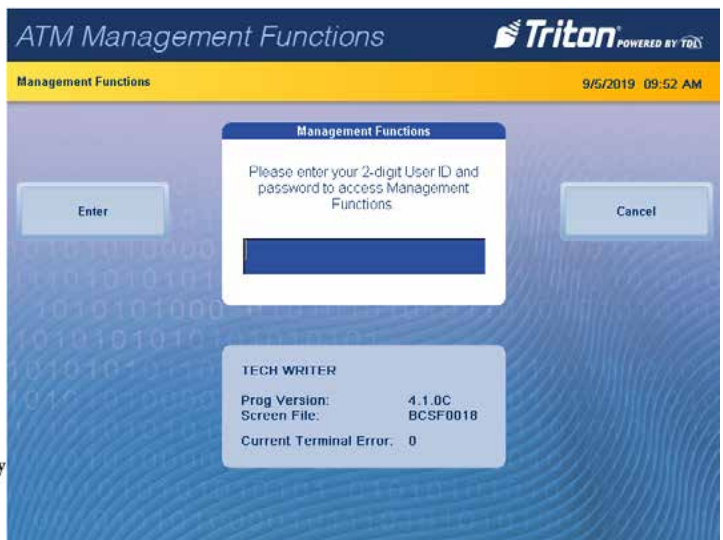 ATM Management Functions
Triton POWERED BY TDL
Management Functions
9/5/2019 09:52 AM
Management Functions
Please enter your 2-digit User ID and
password to access Management
Functions
Enter
Cancel
TECH WRITER
Prog Version: 4.1.0C
Screen File: BCSF0018
Current Terminal Error: 0
y